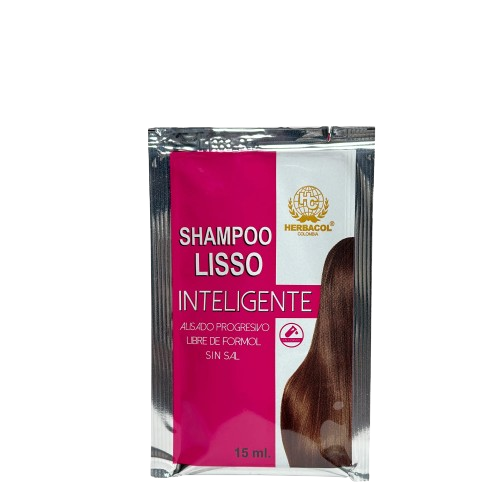 HC
HERBACOL®
COLOMBIA
SHAMPOO
LISSO
INTELIGENTE
ALISADO PROGRESIVO
LIBRE DE FORMOL
SIN SAL
15 ml.